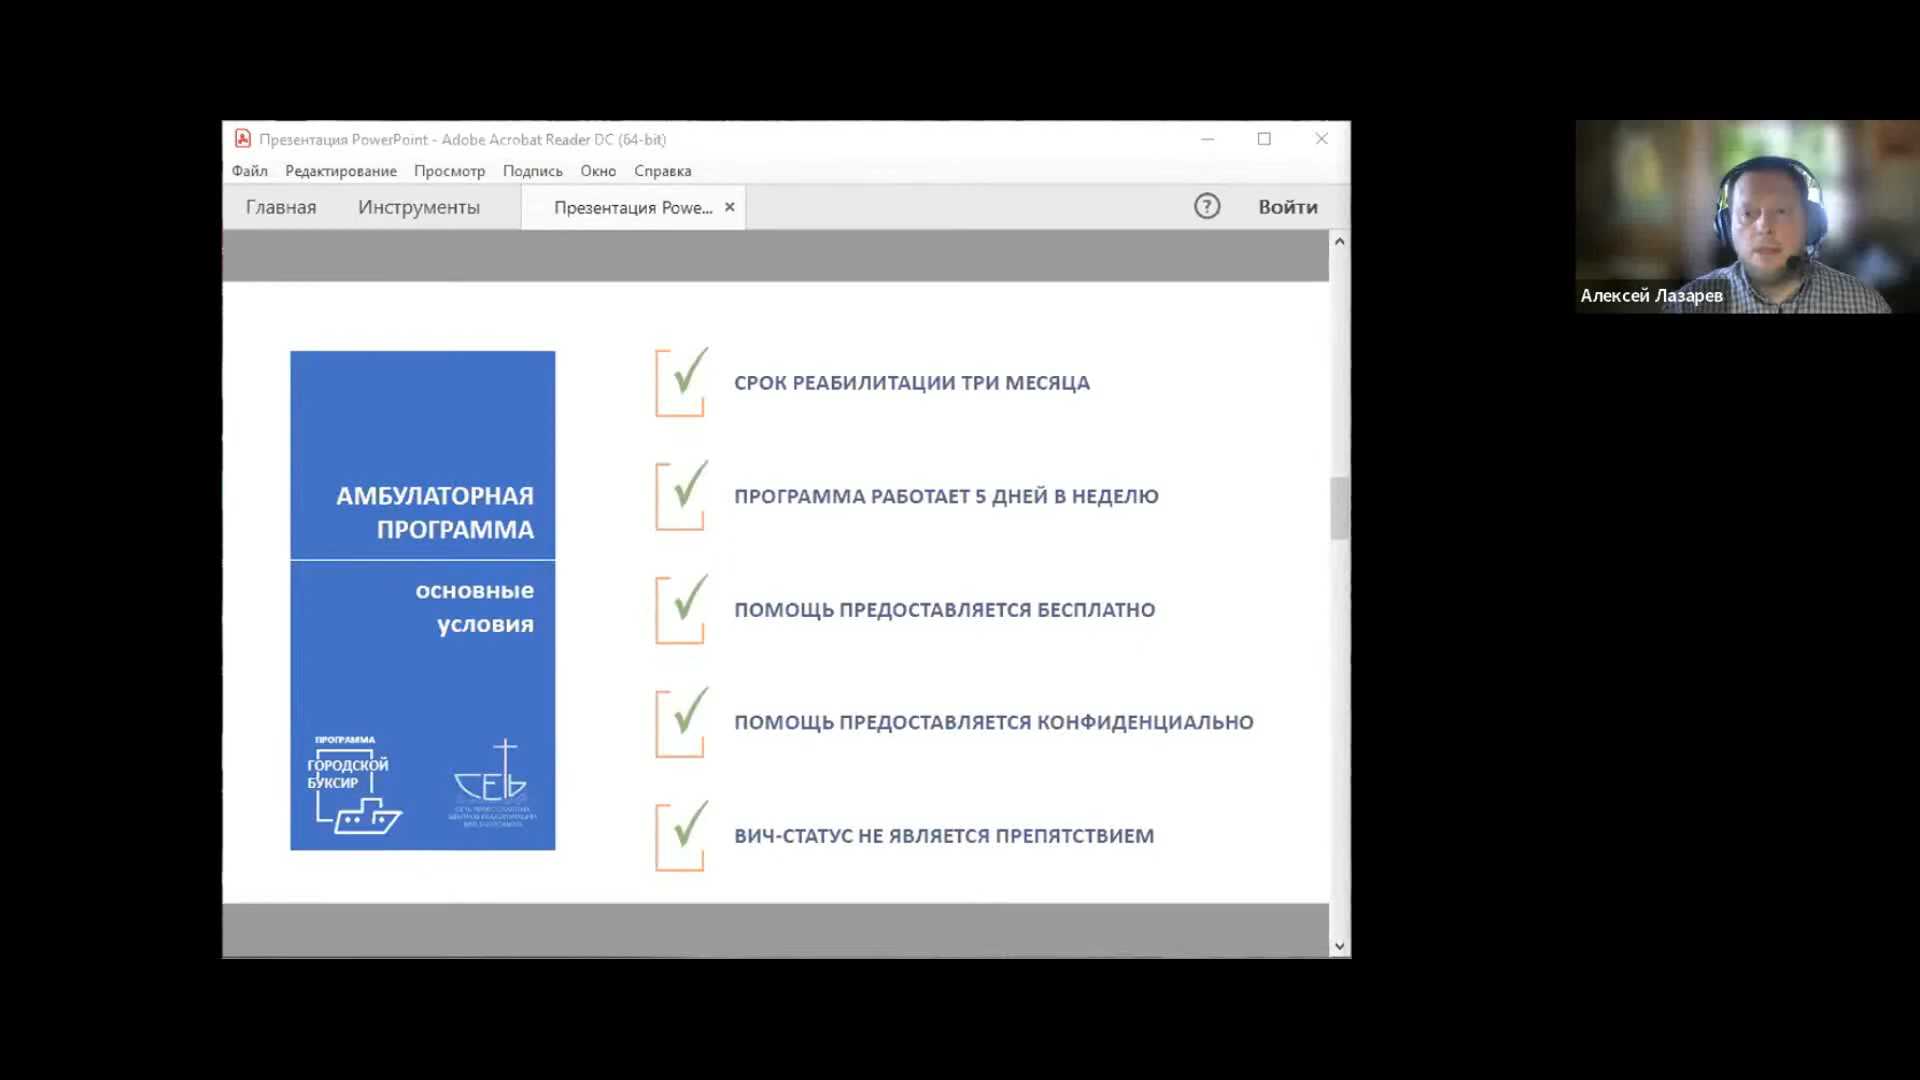 Презентация PowerPoint - Adobe Acrobat Reader DC (64-bit)
Файл Редактирование Просмотр Подпись Окно Справка
Главная Инструменты Презентация Powe... Войти
АМБУЛАТОРНАЯ
ПРОГРАММА
основные
условия
ПРОГРАММА
ГОРОДСКОЙ
БУКСИР
СЕТЬ
СРОК РЕАБИЛИТАЦИИ ТРИ МЕСЯЦА
ПРОГРАММА РАБОТАЕТ 5 ДНЕЙ В НЕДЕЛЮ
ПОМОЩЬ ПРЕДОСТАВЛЯЕТСЯ БЕСПЛАТНО
ПОМОЩЬ ПРЕДОСТАВЛЯЕТСЯ КОНФИДЕНЦИАЛЬНО
ВИЧ-СТАТУС НЕ ЯВЛЯЕТСЯ ПРЕПЯТСТВИЕМ
Алексей Лазарев